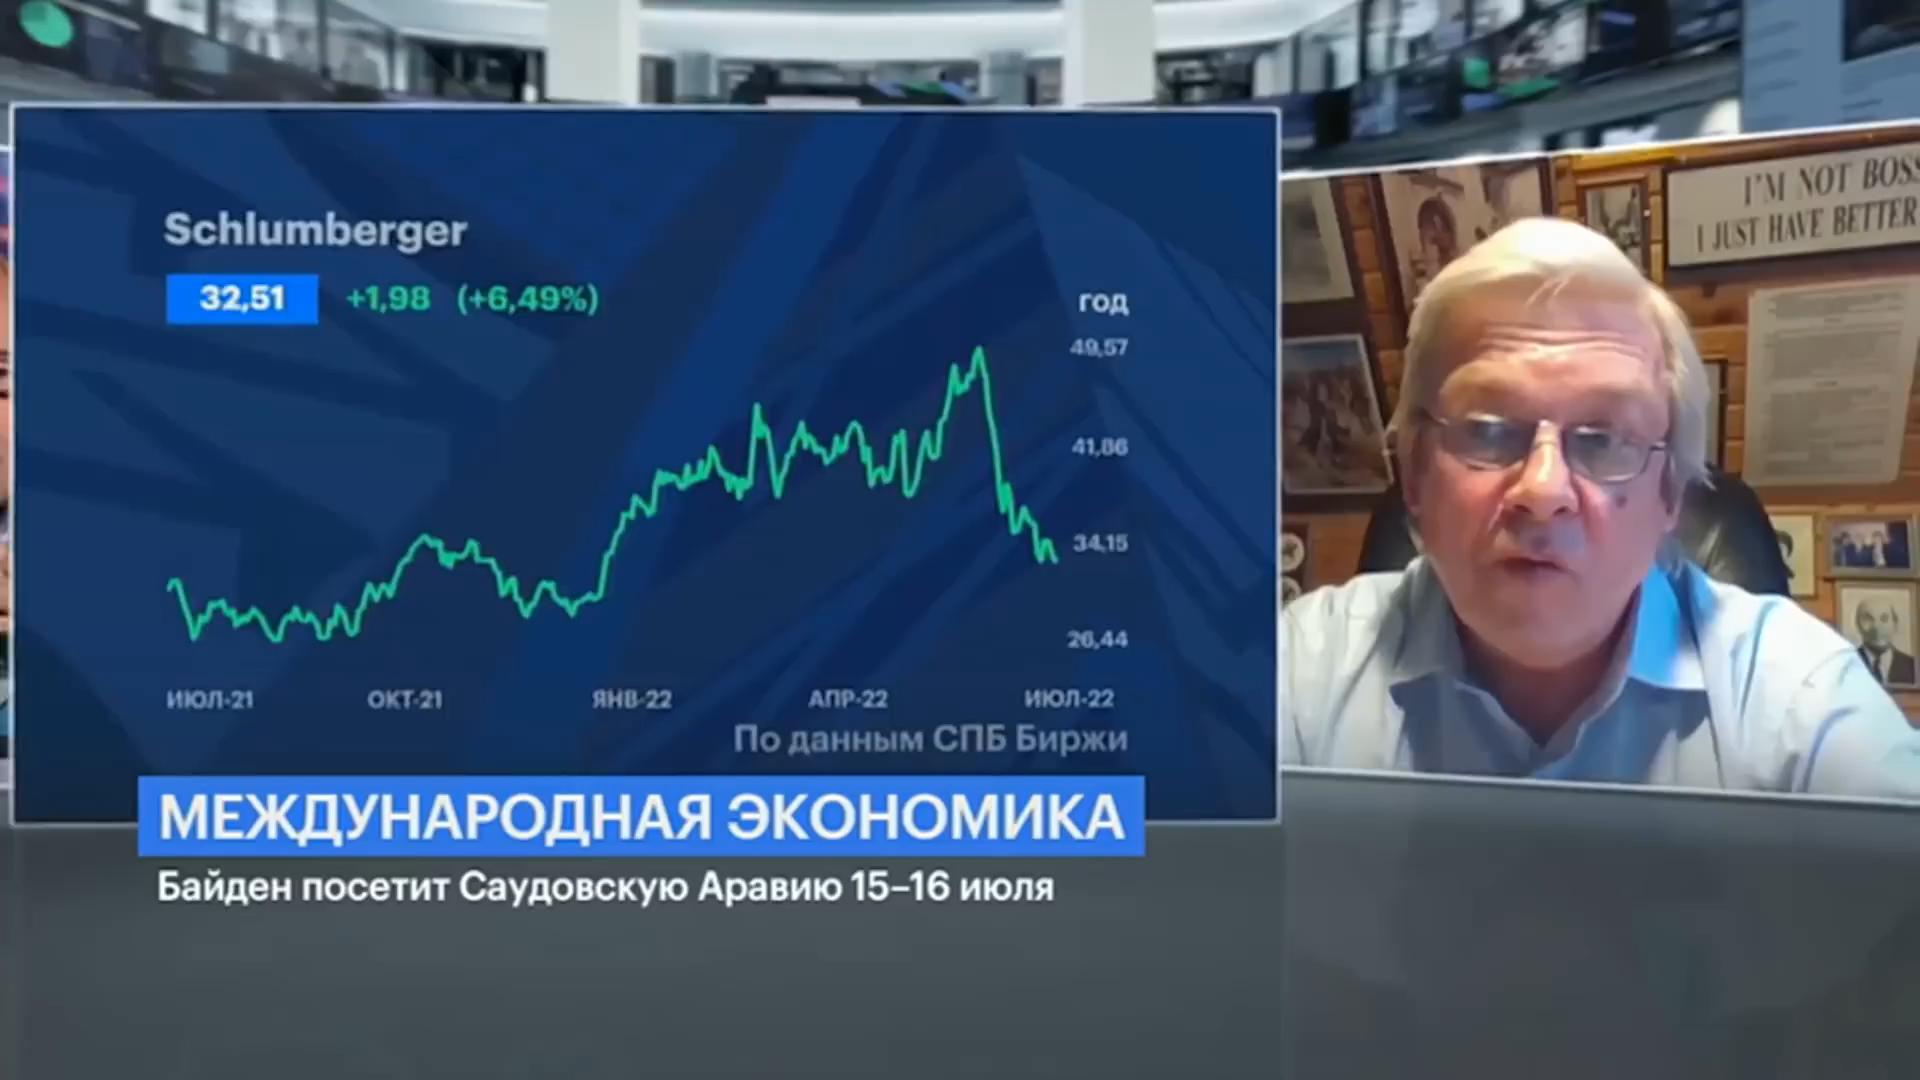 Schlumberger
32,51 +1,98 (+6,49%)
год
49,57
41,86
34,15
26,44
ИЮЛ-21 ОКТ-21 ЯНВ-22 АПР-22 ИЮЛ-22
По данным СПБ Биржи
МЕЖДУНАРОДНАЯ ЭКОНОМИКА
Байден посетит Саудовскую Аравию 15–16 июля
I'M NOT BOSS
I JUST HAVE BETTER